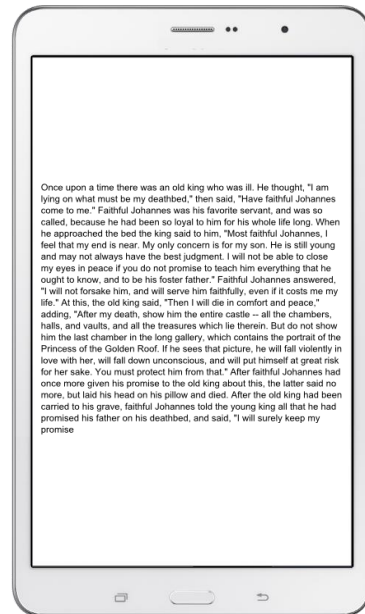 Once upon a time there was an old king who was ill. He thought, "I am
lying on what must be my deathbed," then said, "Have faithful Johannes
come to me." Faithful Johannes was his favorite servant, and was so
called, because he had been so loyal to him for his whole life long. When
he approached the bed the king said to him, "Most faithful Johannes, I
feel that my end is near. My only concern is for my son. He is still young
and may not always have the best judgment. I will not be able to close
my eyes in peace if you do not promise to teach him everything that he
ought to know, and to be his foster father." Faithful Johannes answered,
"I will not forsake him, and will serve him faithfully, even if it costs me my
life." At this, the old king said, "Then I will die in comfort and peace,"
adding, "After my death, show him the entire castle -- all the chambers,
halls, and vaults, and all the treasures which lie therein. But do not show
him the last chamber in the long gallery, which contains the portrait of the
Princess of the Golden Roof. If he sees that picture, he will fall violently in
love with her, will fall down unconscious, and will put himself at great risk
for her sake. You must protect him from that." After faithful Johannes had
once more given his promise to the old king about this, the latter said no
more, but laid his head on his pillow and died. After the old king had been
carried to his grave, faithful Johannes told the young king all that he had
promised his father on his deathbed, and said, "I will surely keep my
promise